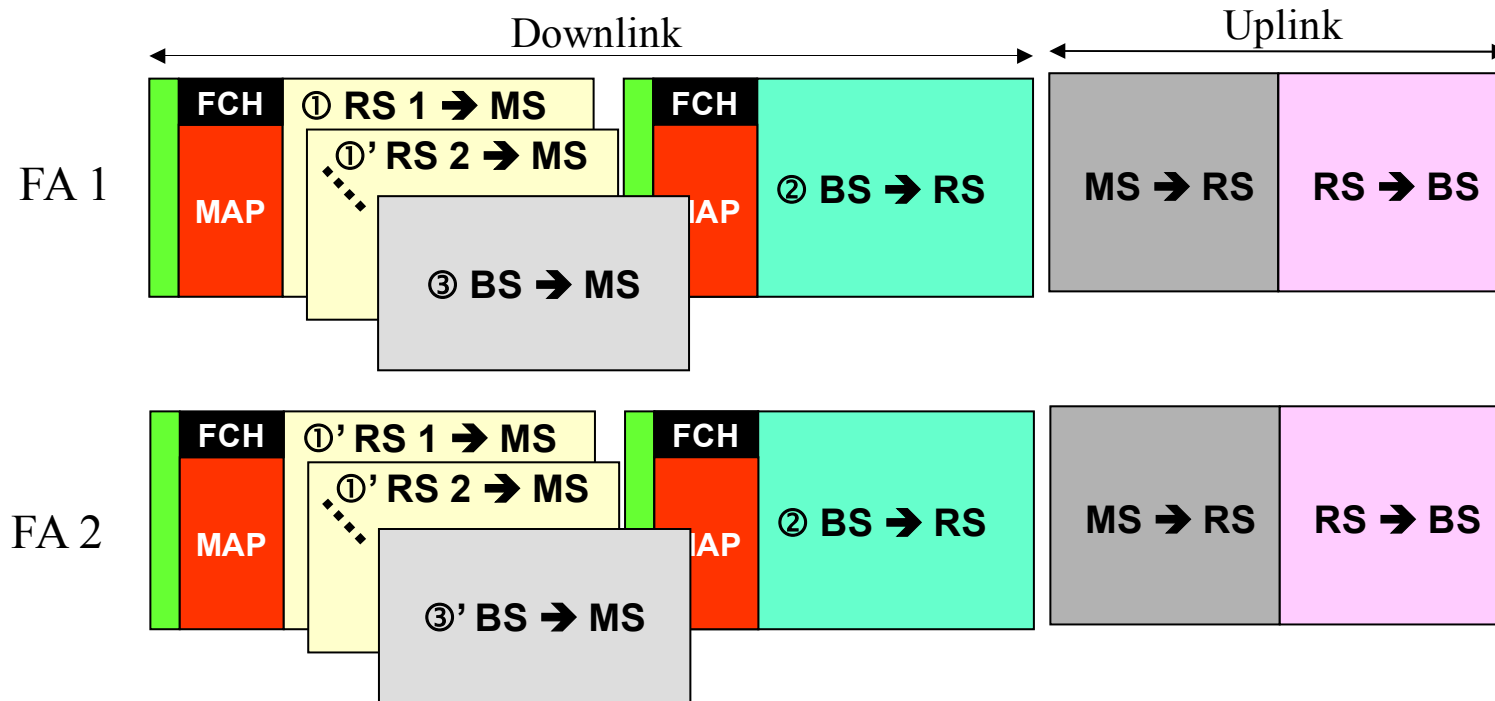 Downlink
Uplink
FA 1
FCH
MAP
① RS 1 ➔ MS
①’ RS 2 ➔ MS
③ BS ➔ MS
FCH
MAP
② BS ➔ RS
MS ➔ RS
RS ➔ BS
FA 2
FCH
MAP
①’ RS 1 ➔ MS
①’ RS 2 ➔ MS
③’ BS ➔ MS
FCH
MAP
② BS ➔ RS
MS ➔ RS
RS ➔ BS